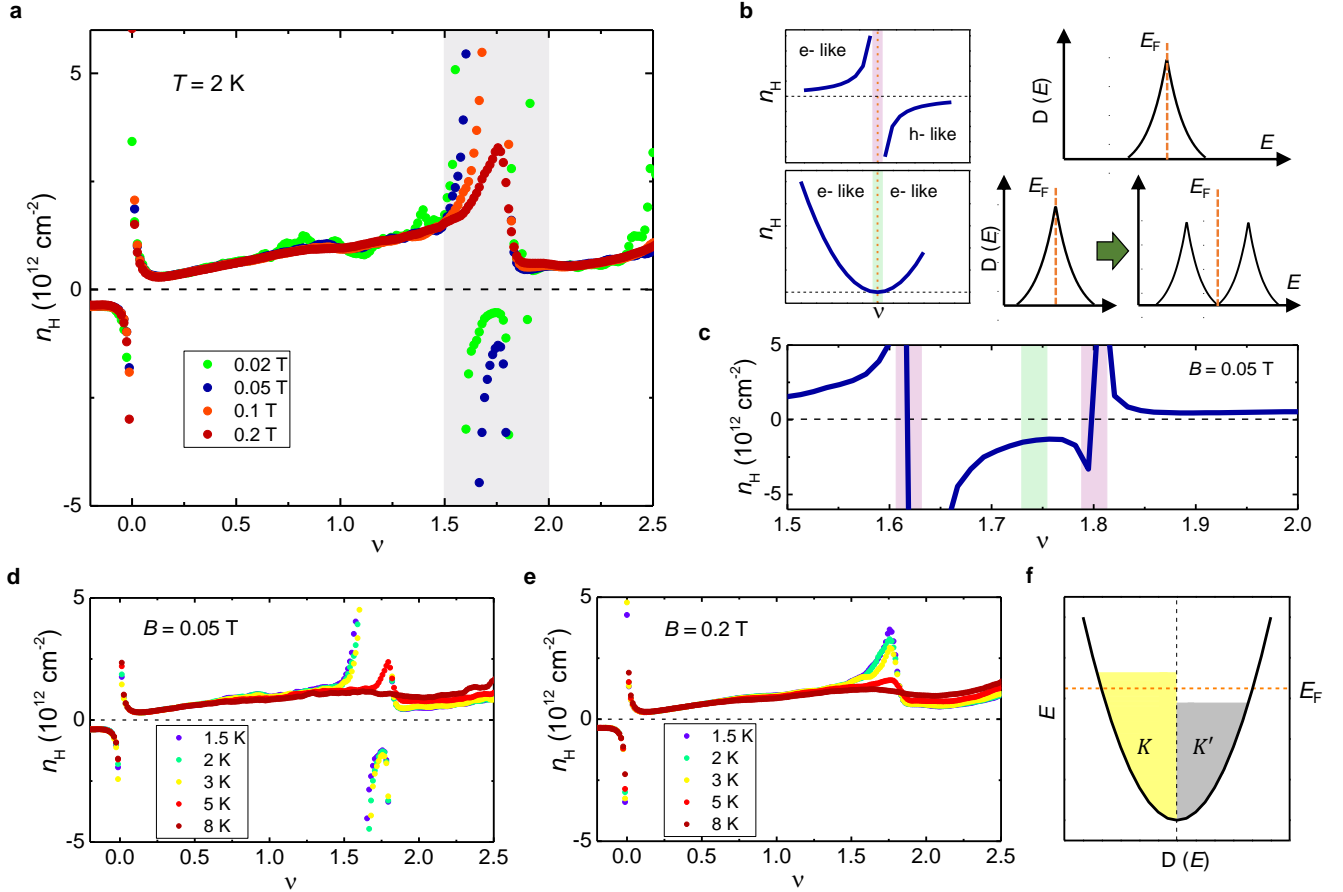 a
T = 2 K
n_H (10^12 cm^-2)
5
0
-5
0.02 T
0.05 T
0.1 T
0.2 T
0.0 0.5 1.0 1.5 2.0 2.5
ν
b
e- like
h- like
n_H
e- like e- like
n_H
ν
E_F
D (E)
E
E_F
D (E)
E_F
E
c
B = 0.05 T
n_H (10^12 cm^-2)
5
0
-5
1.5 1.6 1.7 1.8 1.9 2.0
ν
d
B = 0.05 T
n_H (10^12 cm^-2)
5
0
-5
1.5 K
2 K
3 K
5 K
8 K
0.0 0.5 1.0 1.5 2.0 2.5
ν
e
B = 0.2 T
n_H (10^12 cm^-2)
5
0
-5
1.5 K
2 K
3 K
5 K
8 K
0.0 0.5 1.0 1.5 2.0 2.5
ν
f
E
E_F
K K′
D (E)